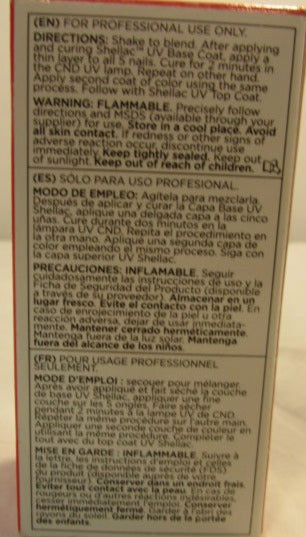 (EN) FOR PROFESSIONAL USE ONLY.
DIRECTIONS: Shake to blend. After applying
and curing Shellac™ UV Base Coat, apply a
thin layer to all 5 nails. Cure for 2 minutes in
the CND UV lamp. Repeat on other hand.
Apply second coat of color using the same
process. Follow with Shellac UV Top Coat.
WARNING: FLAMMABLE. Precisely follow
directions and MSDS (available through your
supplier) for use. Store in a cool place. Avoid
all skin contact. If redness or other signs of
adverse reaction occur, discontinue use
immediately. Keep tightly sealed. Keep out
of sunlight. Keep out of reach of children.
(ES) SÓLO PARA USO PROFESIONAL.
MODO DE EMPLEO: Agítela para mezclarla.
Después de aplicar y curar la Capa Base UV
Shellac, aplique una delgada capa a las cinco
uñas. Cure durante dos minutos en la
lámpara UV CND. Repita el procedimiento en
la otra mano. Aplique una segunda capa de
color empleando el mismo proceso. Siga con
la capa superior UV Shellac.
PRECAUCIONES: INFLAMABLE. Seguir
cuidadosamente las instrucciones de uso y la
Ficha de Seguridad del Producto (disponible
a través de su proveedor). Almacenar en un
lugar fresco. Evite el contacto con la piel. En
caso de enrojecimiento de la piel u otra
reacción adversa, dejar de usar inmediata-
mente. Mantener cerrado herméticamente.
Mantenga fuera de la luz solar. Mantenga
fuera del alcance de los niños.
(FR) POUR USAGE PROFESSIONNEL
SEULEMENT.
MODE D'EMPLOI : secouer pour mélanger.
Après avoir appliqué et fait séché la couche
de base UV Shellac, appliquer une fine
couche sur les 5 ongles. Faire sécher
pendant 2 minutes à la lampe UV de CND.
Répéter la même procédure sur l'autre main.
Appliquer une seconde couche de couleur en
utilisant la même procédure. Compléter le
tout avec du top coat UV Shellac.
MISE EN GARDE : INFLAMMABLE. Suivre à
la lettre, les instructions d'emploi et celles
de la fiche de données de sécurité (FDS)
du produit (disponible auprès de votre
fournisseur). Conserver dans un endroit frais.
Éviter tout contact avec la peau. En cas de
rougeurs ou d'autres réactions indésirables,
cesser immédiatement l'emploi. Conserver
hermétiquement fermé. Garder à l'abri des
rayons du soleil. Garder hors de la portée
des enfants.